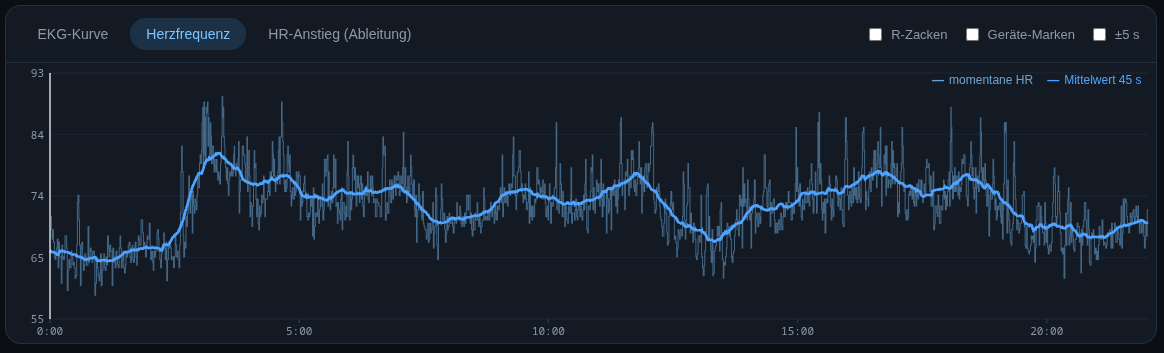 EKG-Kurve Herzfrequenz HR-Anstieg (Ableitung) R-Zacken Geräte-Marken ±5 s
momentane HR Mittelwert 45 s
93
84
74
65
55
0:00 5:00 10:00 15:00 20:00